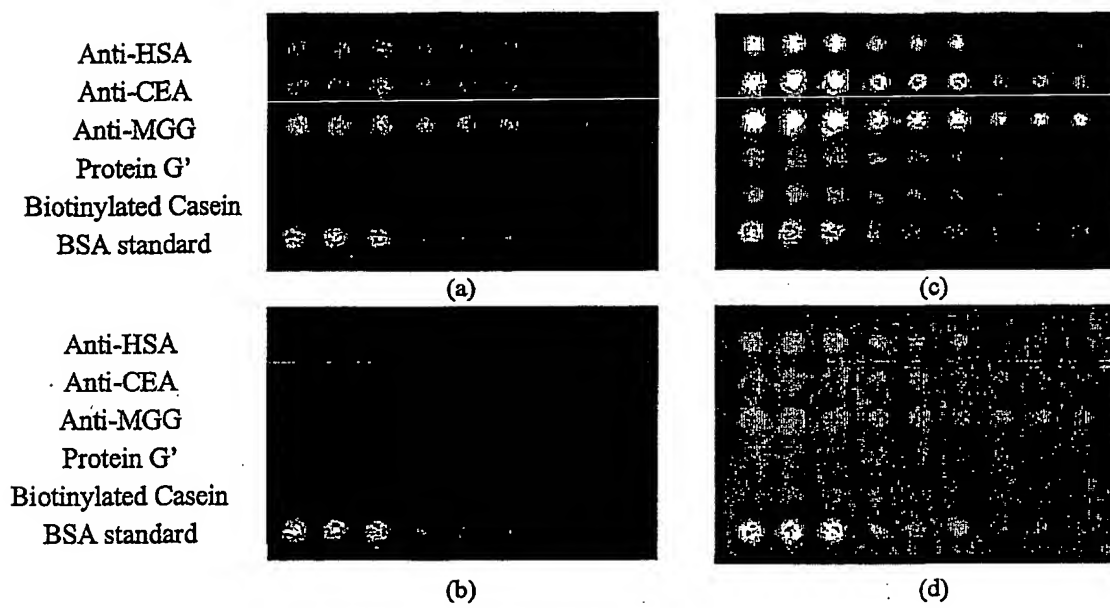 Anti-HSA
Anti-CEA
Anti-MGG
Protein G'
Biotinylated Casein
BSA standard
(a)
(c)
Anti-HSA
Anti-CEA
Anti-MGG
Protein G'
Biotinylated Casein
BSA standard
(b)
(d)